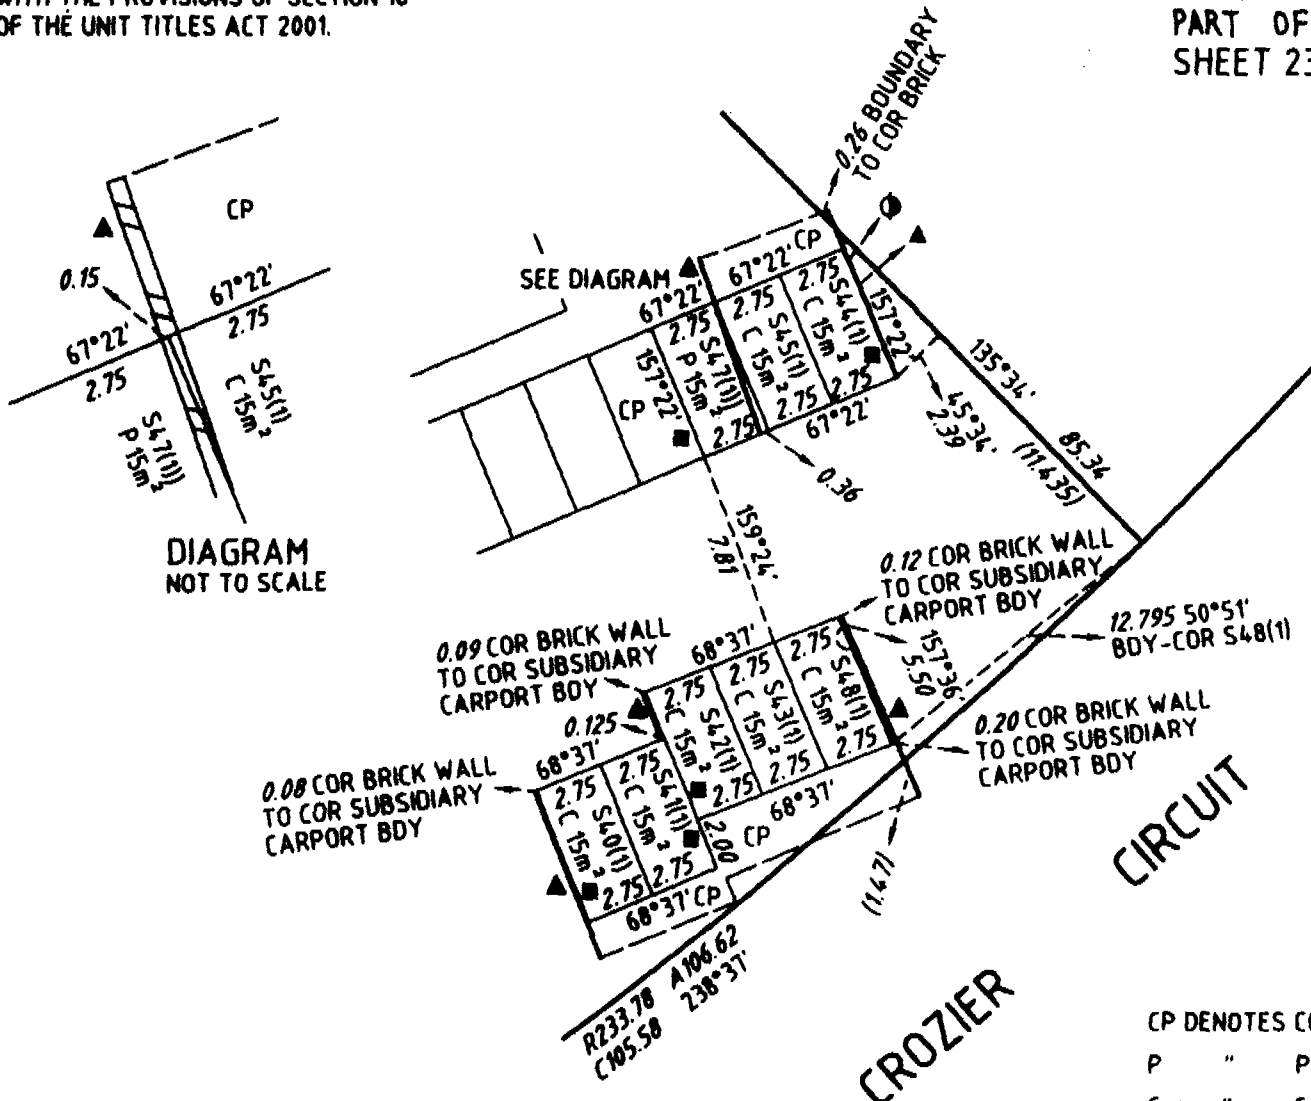 OF THE UNIT TITLES ACT 2001.
PART OF
SHEET 23
0.26 BOUNDARY
TO COR BRICK
CP
0.15
67°22'
2.75
67°22'
2.75
S45(1)
C 15m²
S47(1)
P 15m²
DIAGRAM
NOT TO SCALE
SEE DIAGRAM
67°22'
67°22'
CP
2.75
S47(1)
P 15m²
2.75
2.75
S45(1)
C 15m²
2.75
2.75
S44(1)
C 15m²
2.75
157°22'
157°22'
CP
67°22'
0.36
45°34'
2.39
135°34'
85.34
(11.435)
159°24'
7.81
0.12 COR BRICK WALL
TO COR SUBSIDIARY
CARPORT BDY
12.795 50°51'
BDY-COR S48(1)
157°36'
5.50
0.20 COR BRICK WALL
TO COR SUBSIDIARY
CARPORT BDY
0.09 COR BRICK WALL
TO COR SUBSIDIARY
CARPORT BDY
0.125
68°37'
2.75
S42(1)
C 15m²
2.75
2.75
S43(1)
C 15m²
2.75
2.75
S48(1)
C 15m²
2.75
68°37'
CP
2.00
0.08 COR BRICK WALL
TO COR SUBSIDIARY
CARPORT BDY
68°37'
2.75
S40(1)
C 15m²
2.75
2.75
S41(1)
C 15m²
2.75
68°37'
CP
(1.47)
R233.78 A106.62
C105.58 238°37'
CROZIER
CIRCUIT
CP DENOTES
P " P